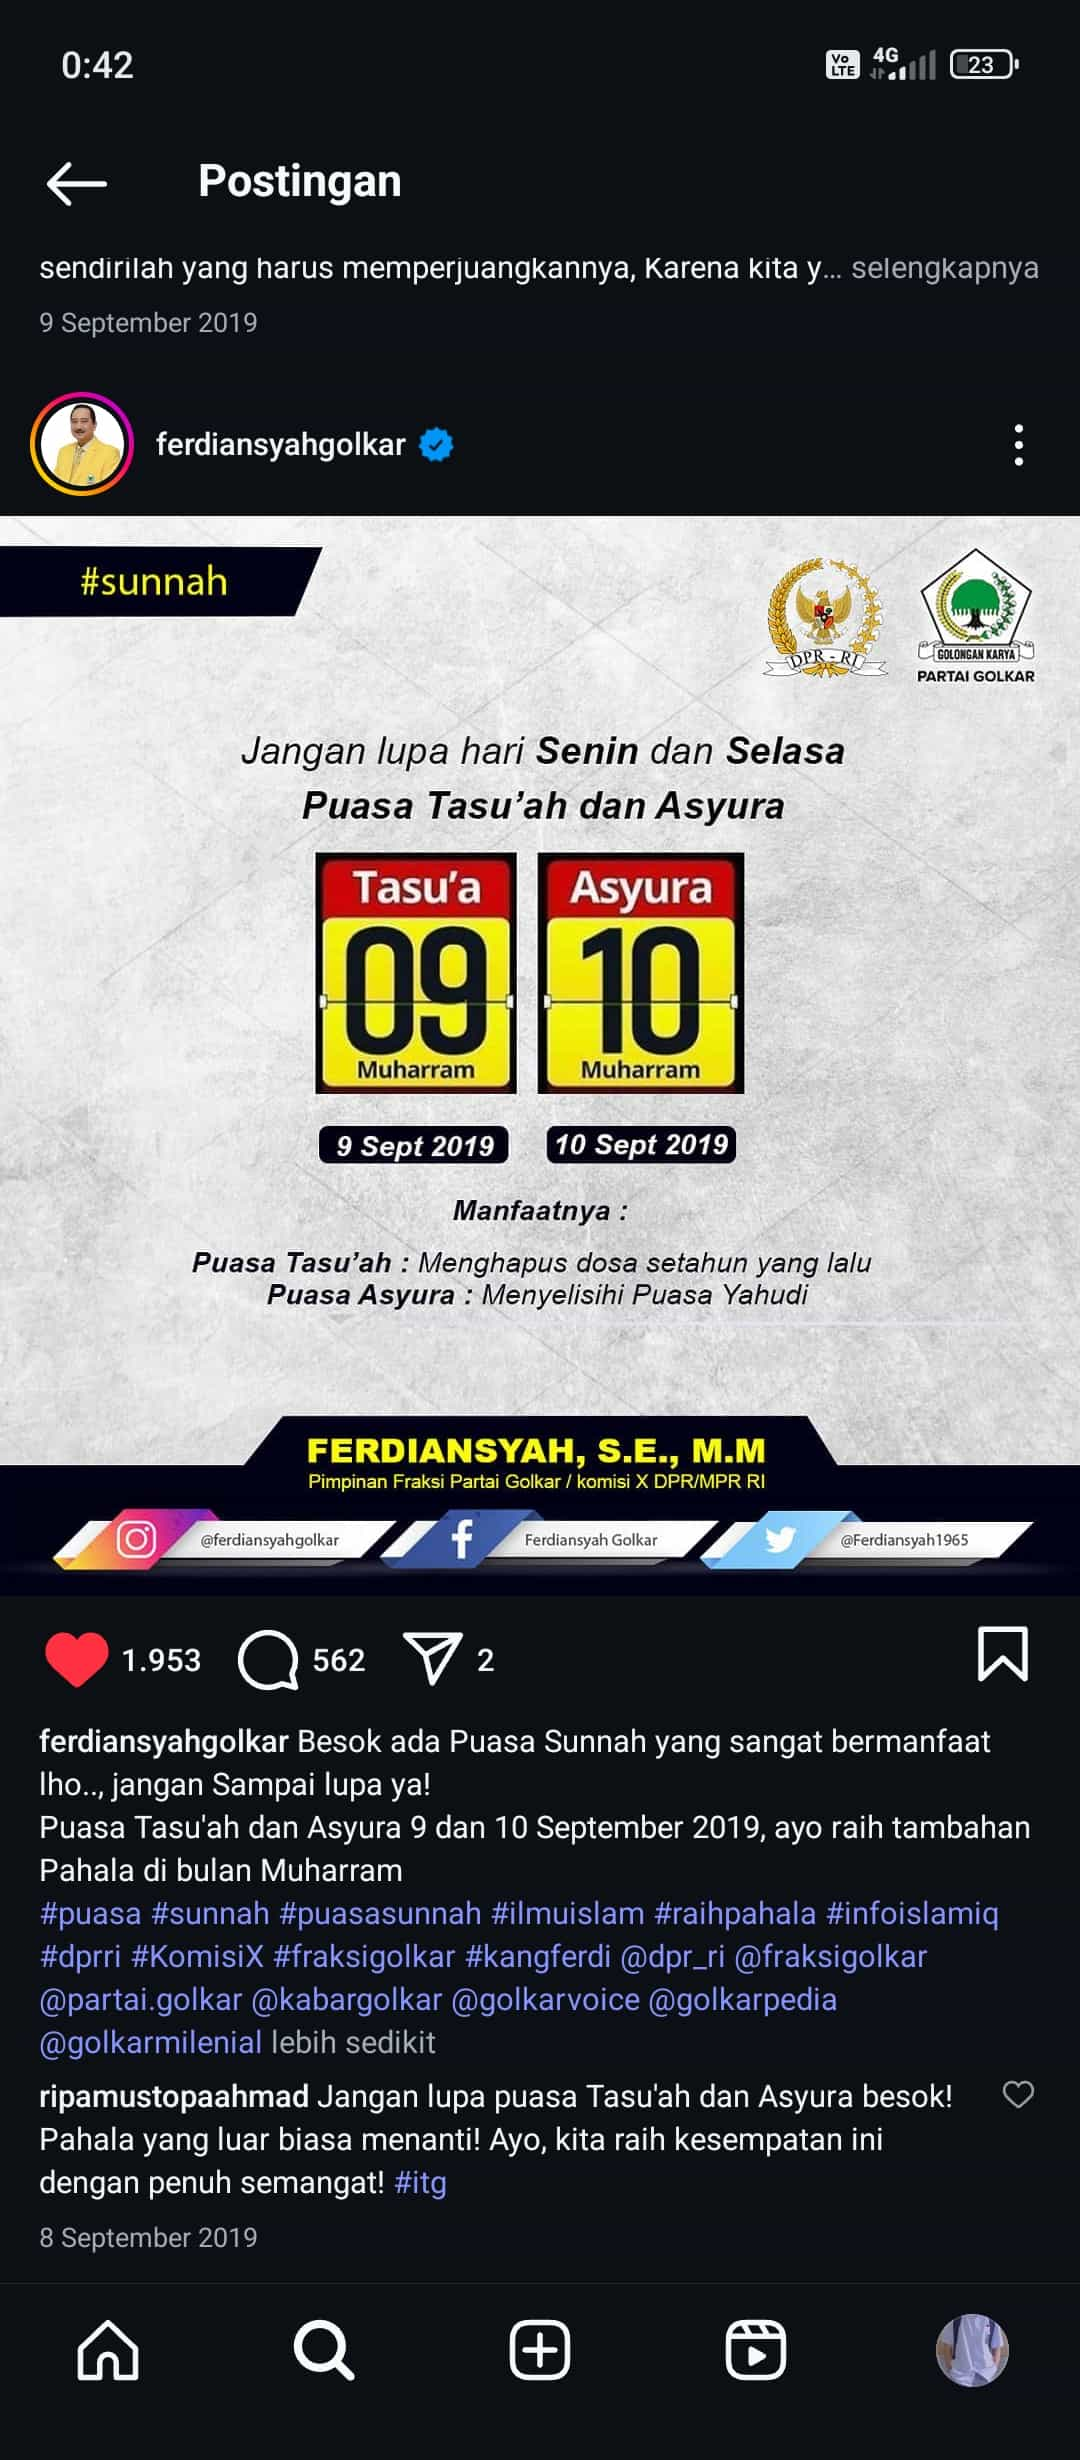 0:42
Vo LTE 4G 23
Postingan
sendirilah yang harus memperjuangkannya, Karena kita y... selengkapnya
9 September 2019
ferdiansyahgolkar
#sunnah
DPR - RI
GOLONGAN KARYA
PARTAI GOLKAR
Jangan lupa hari Senin dan Selasa
Puasa Tasu’ah dan Asyura
Tasu’a
09
Muharram
Asyura
10
Muharram
9 Sept 2019
10 Sept 2019
Manfaatnya :
Puasa Tasu’ah : Menghapus dosa setahun yang lalu
Puasa Asyura : Menyelisihi Puasa Yahudi
FERDIANSYAH, S.E., M.M
Pimpinan Fraksi Partai Golkar / komisi X DPR/MPR RI
@ferdiansyahgolkar
Ferdiansyah Golkar
@Ferdiansyah1965
1.953 562 2
ferdiansyahgolkar Besok ada Puasa Sunnah yang sangat bermanfaat
lho.., jangan Sampai lupa ya!
Puasa Tasu'ah dan Asyura 9 dan 10 September 2019, ayo raih tambahan
Pahala di bulan Muharram
#puasa #sunnah #puasasunnah #ilmuislam #raihpahala #infoislamiq
#dprri #KomisiX #fraksigolkar #kangferdi @dpr_ri @fraksigolkar
@partai.golkar @kabargolkar @golkarvoice @golkarpedia
@golkarmilenial lebih sedikit
ripamustopaahmad Jangan lupa puasa Tasu'ah dan Asyura besok!
Pahala yang luar biasa menanti! Ayo, kita raih kesempatan ini
dengan penuh semangat! #itg
8 September 2019